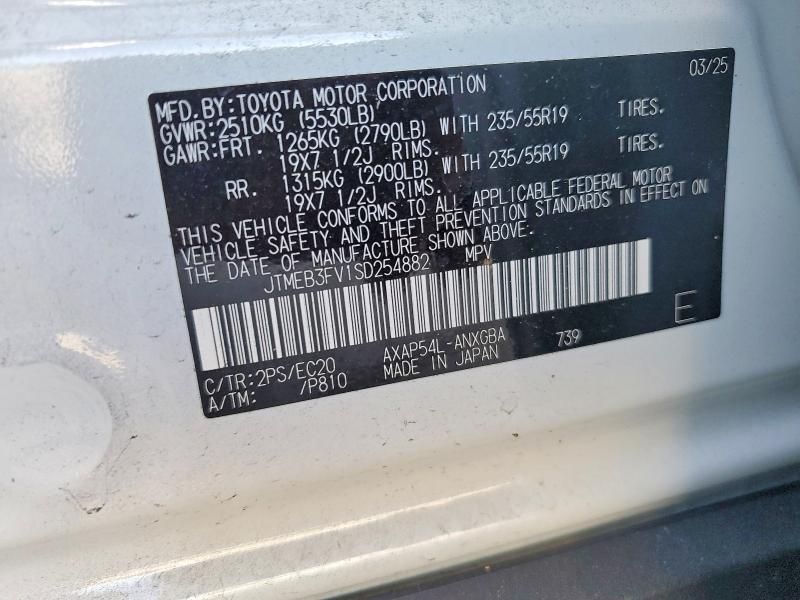 03/25
MFD.BY:TOYOTA MOTOR CORPORATION
GVWR:2510KG (5530LB)
GAWR:FRT. 1265KG (2790LB) WITH 235/55R19 TIRES.
19X7 1/2J RIMS.
RR. 1315KG (2900LB) WITH 235/55R19 TIRES.
19X7 1/2J RIMS.
THIS VEHICLE CONFORMS TO ALL APPLICABLE FEDERAL MOTOR
VEHICLE SAFETY AND THEFT PREVENTION STANDARDS IN EFFECT ON
THE DATE OF MANUFACTURE SHOWN ABOVE.
JTMEB3FV1SD254882 MPV
E
C/TR:2PS/EC20 AXAP54L-ANXGBA 739
A/TM: /P810 MADE IN JAPAN